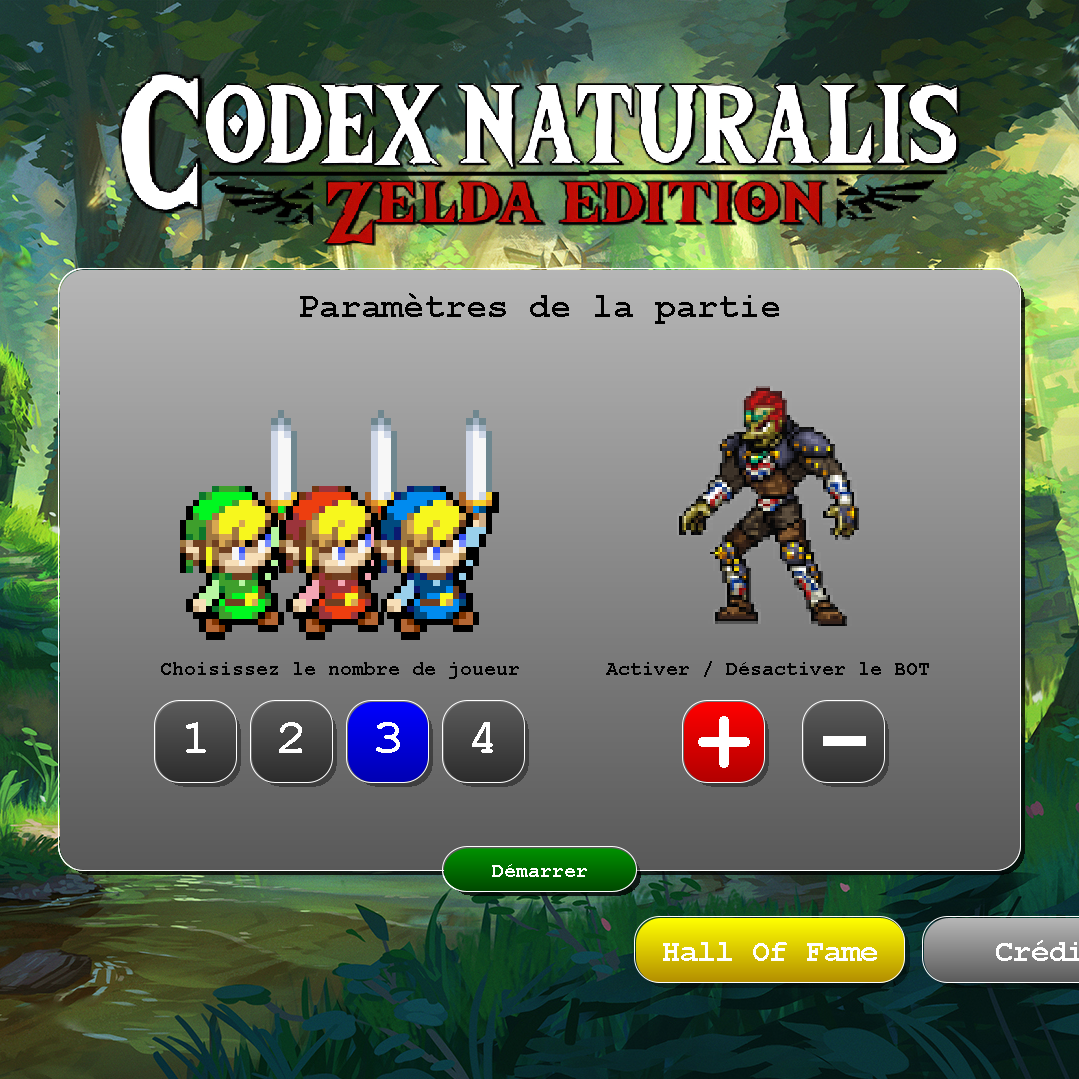 CODEX NATURALIS
ZELDA EDITION
Paramètres de la partie
Choisissez le nombre de joueur
Activer / Désactiver le BOT
1 2 3 4
+ -
Démarrer
Hall Of Fame
Crédi